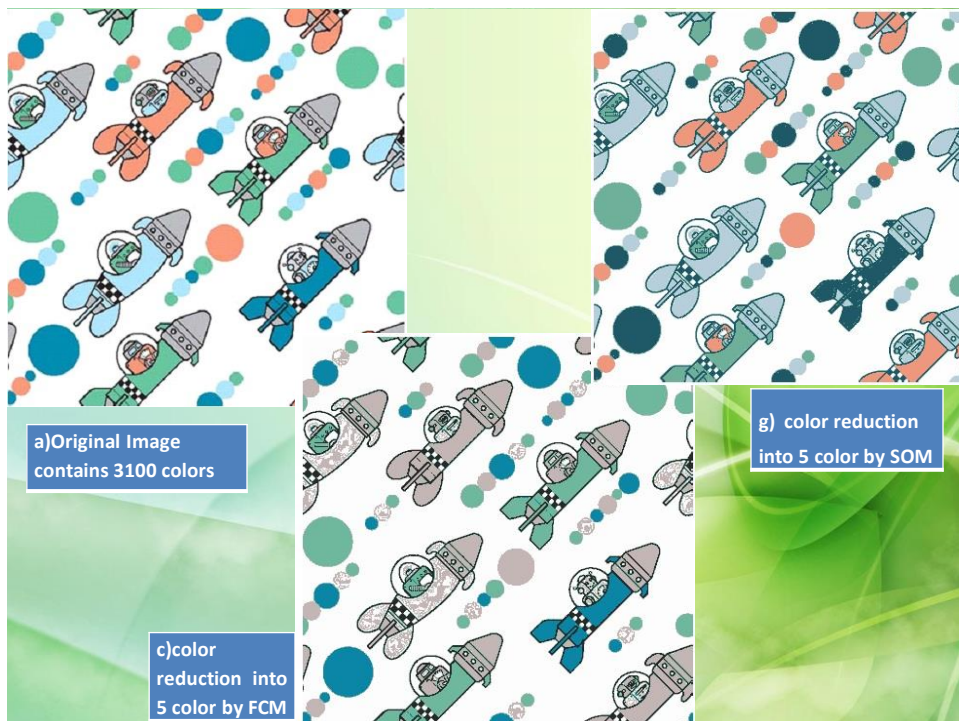 a)Original Image
contains 3100 colors
g) color reduction
into 5 color by SOM
c)color
reduction into
5 color by FCM